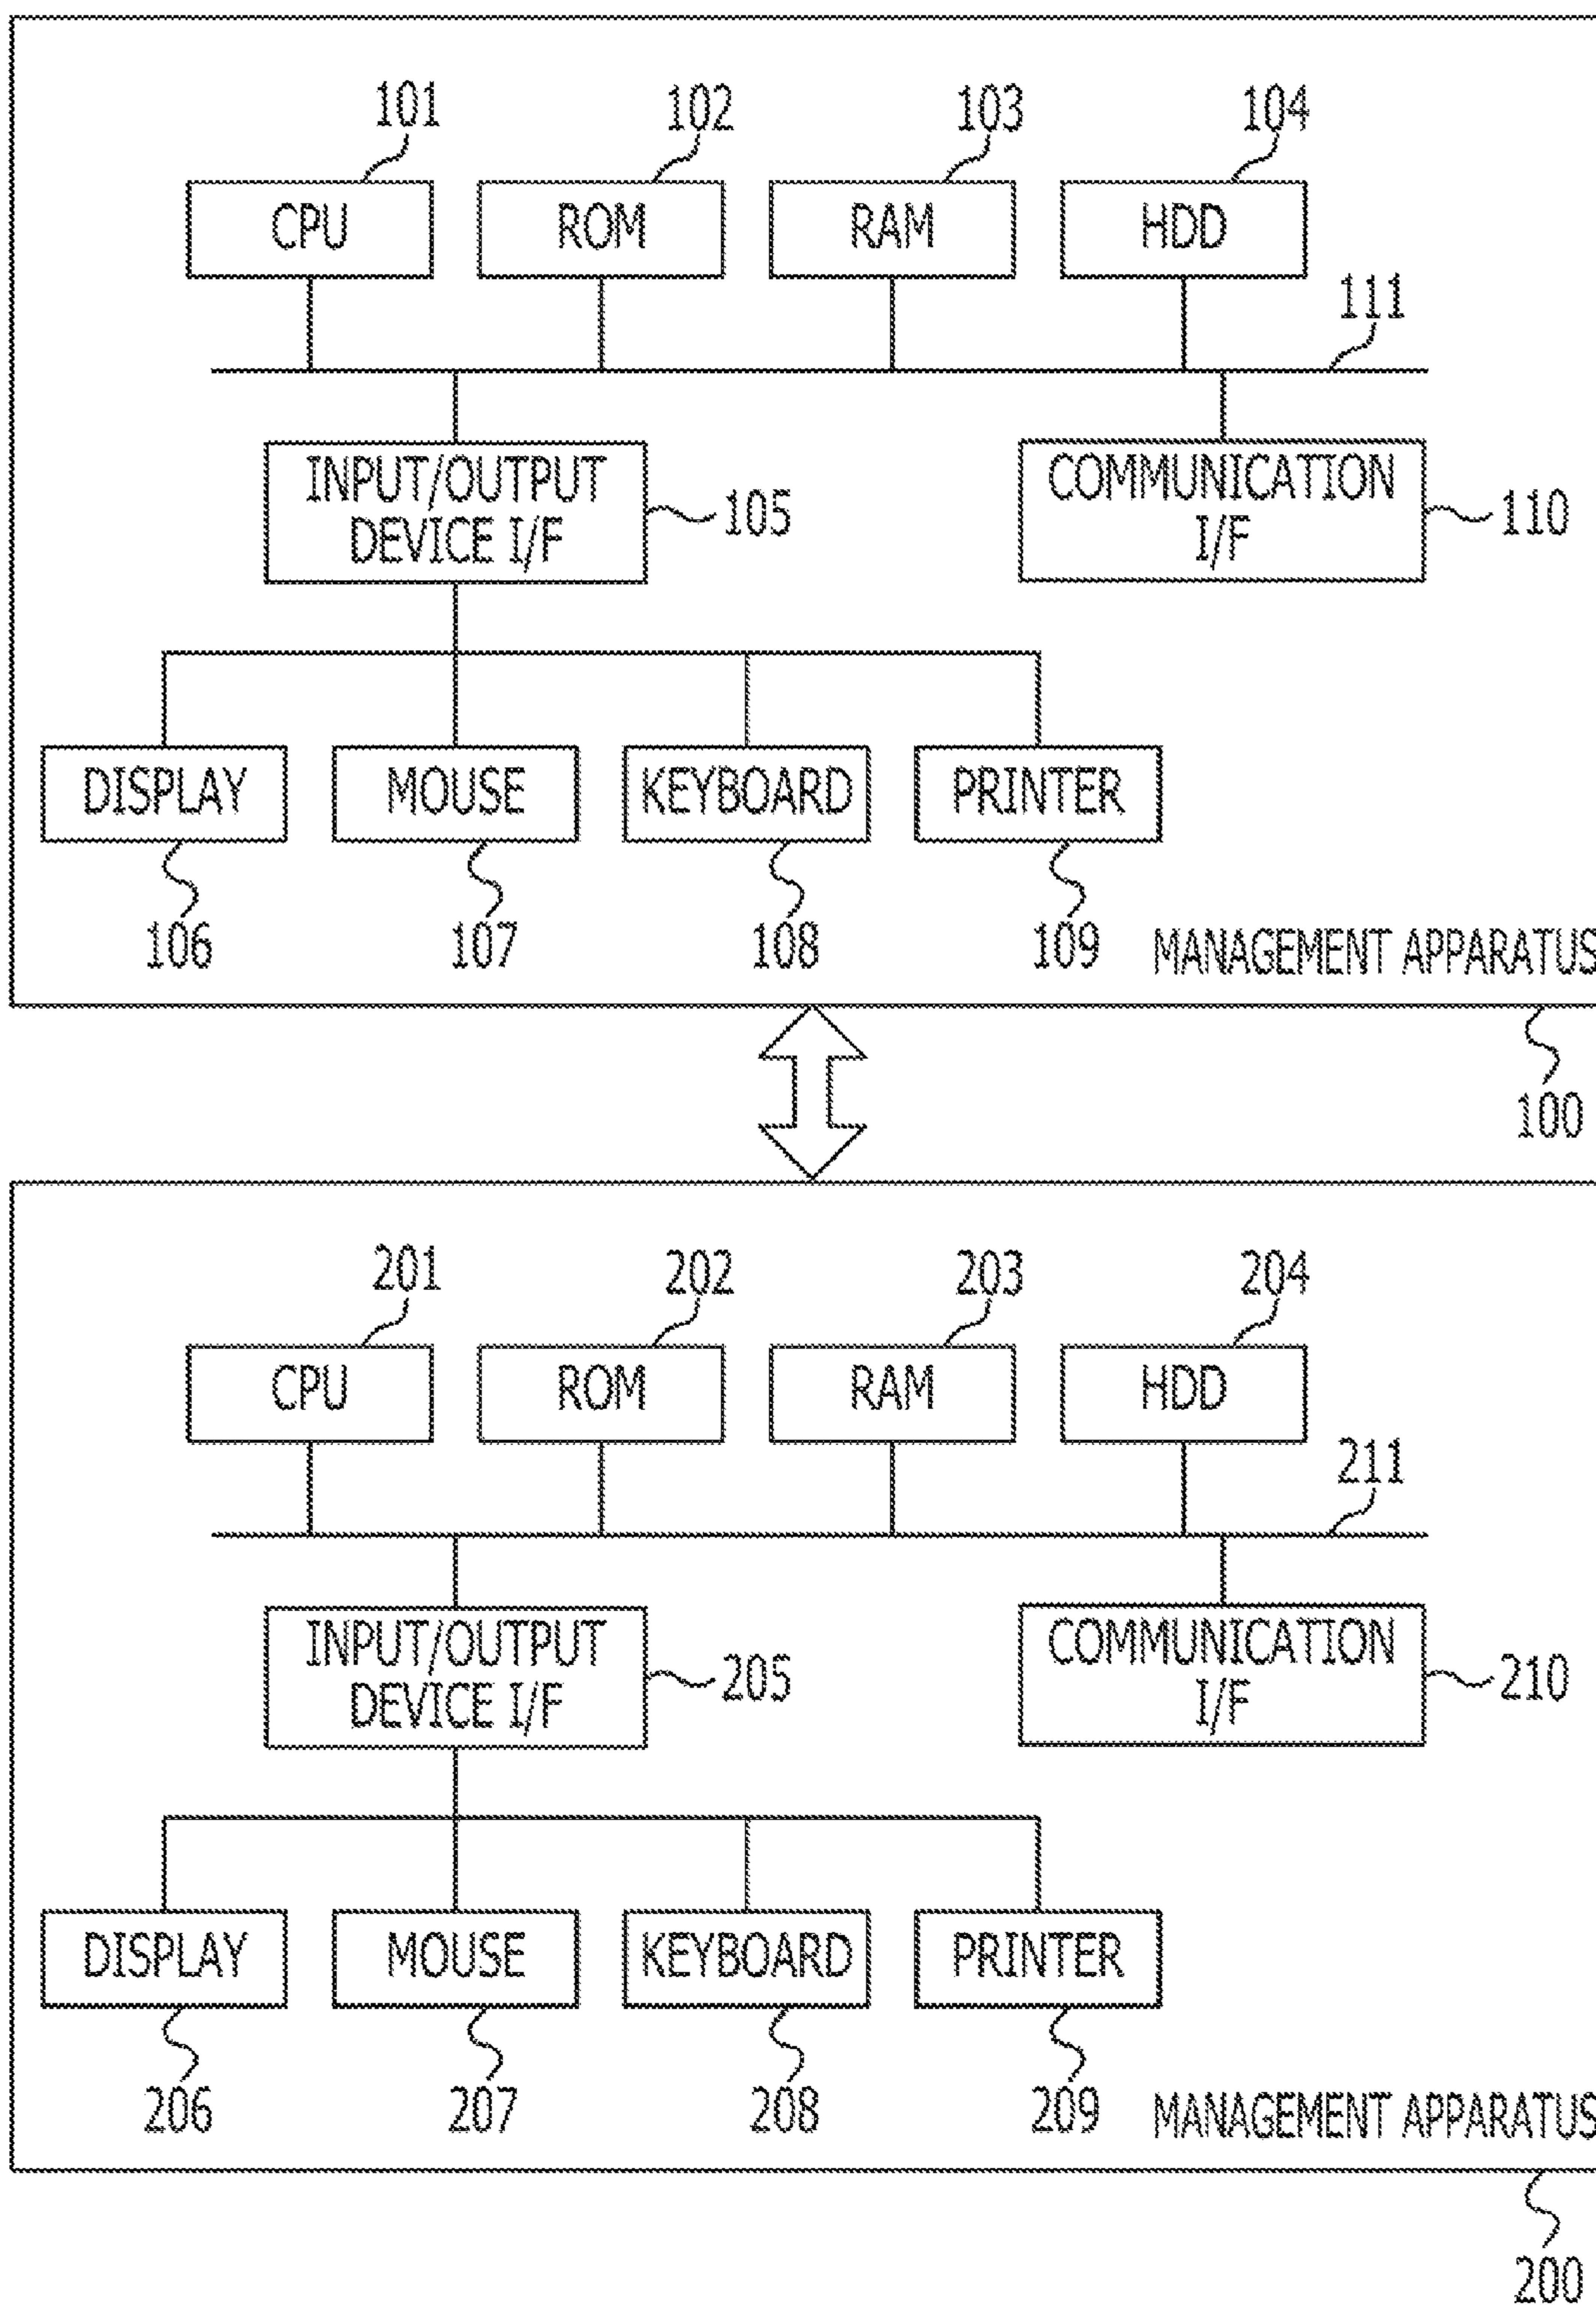 101 102 103 104
CPU ROM RAM HDD
111
INPUT/OUTPUT
DEVICE I/F
105
COMMUNICATION
I/F
110
DISPLAY MOUSE KEYBOARD PRINTER
106 107 108 109
MANAGEMENT APPARATUS
100
201 202 203 204
CPU ROM RAM HDD
211
INPUT/OUTPUT
DEVICE I/F
205
COMMUNICATION
I/F
210
DISPLAY MOUSE KEYBOARD PRINTER
206 207 208 209
MANAGEMENT APPARATUS
200